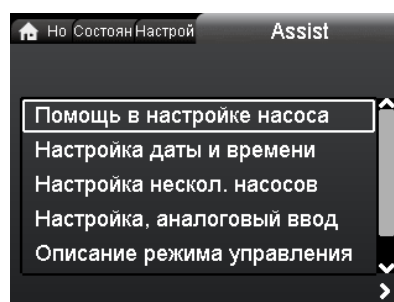 Но Состоян Настрой Assist
Помощь в настройке насоса
Настройка даты и времени
Настройка нескол. насосов
Настройка, аналоговый ввод
Описание режима управления